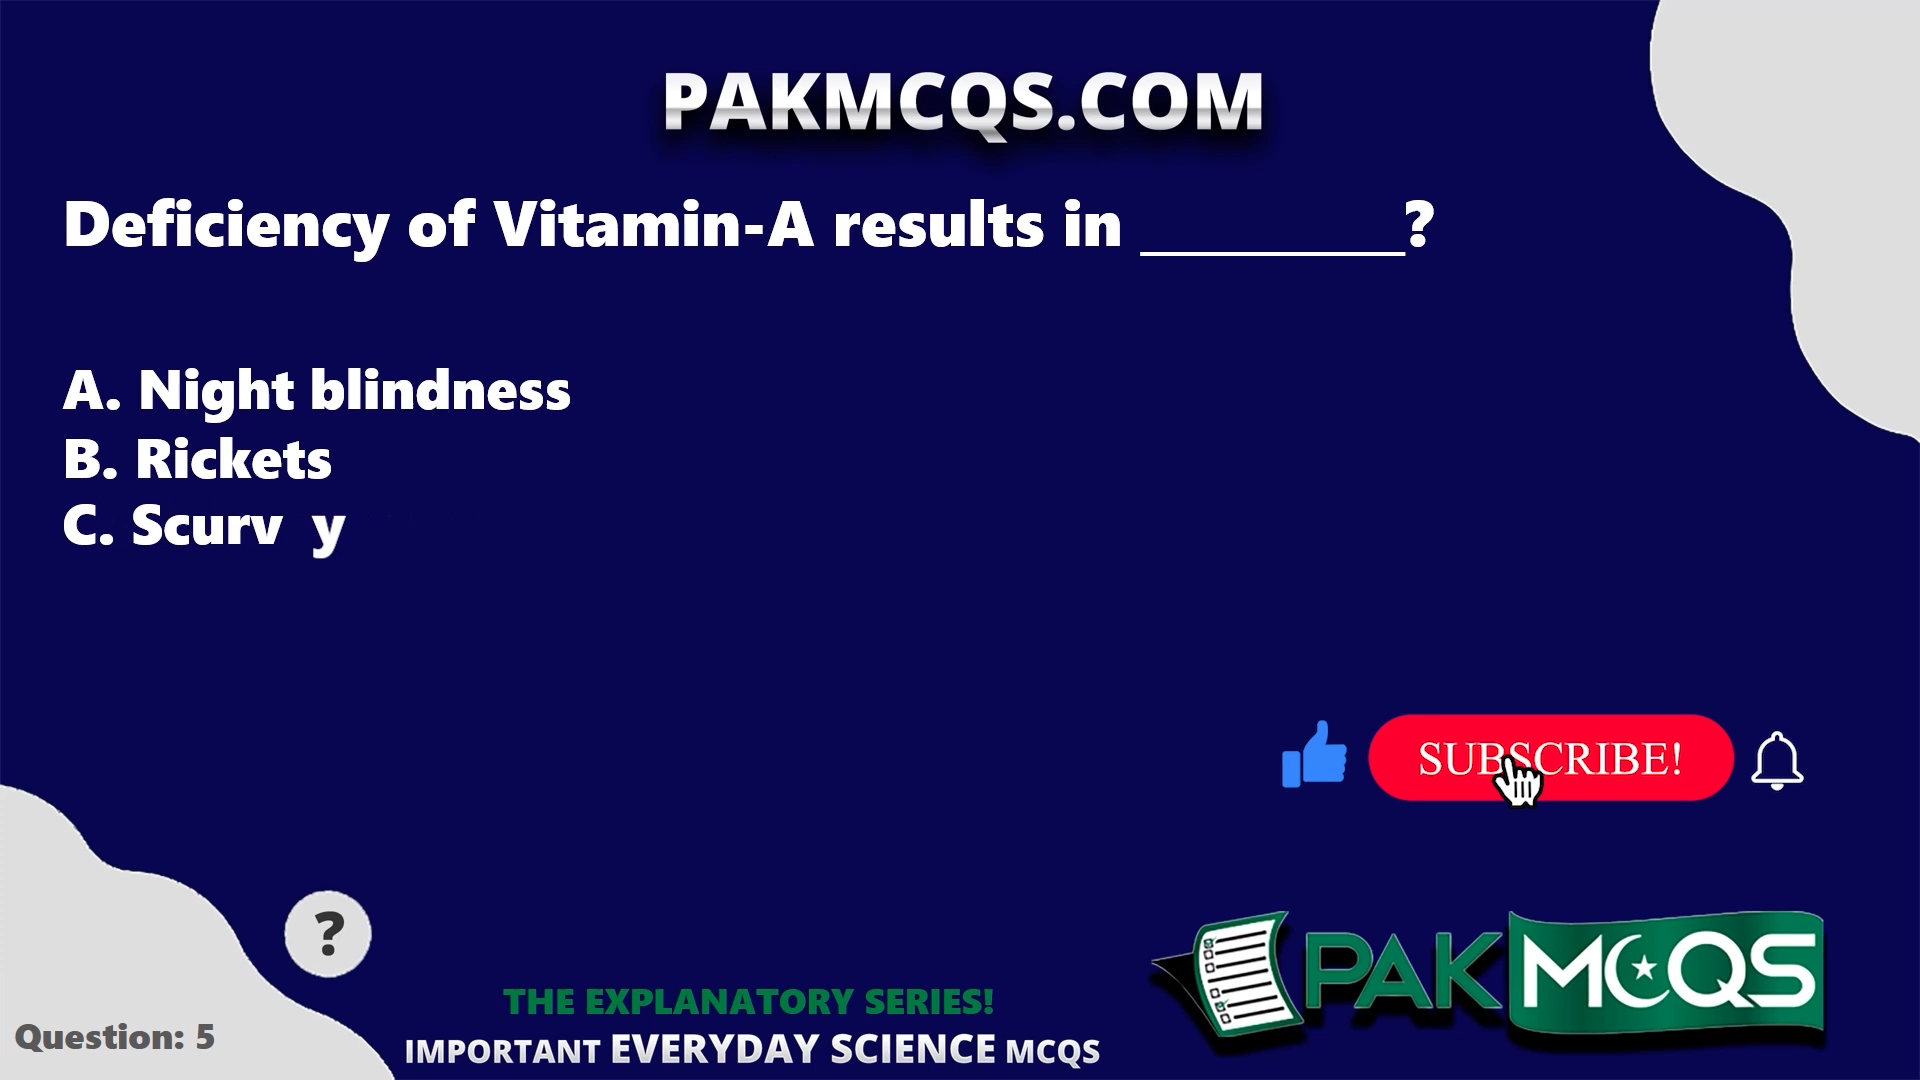 PAKMCQS.COM
Deficiency of Vitamin-A results in ________?
A. Night blindness
B. Rickets
C. Scurv y
SUBSCRIBE!
?
THE EXPLANATORY SERIES!
IMPORTANT EVERYDAY SCIENCE MCQS
Question: 5
PAKMCQS